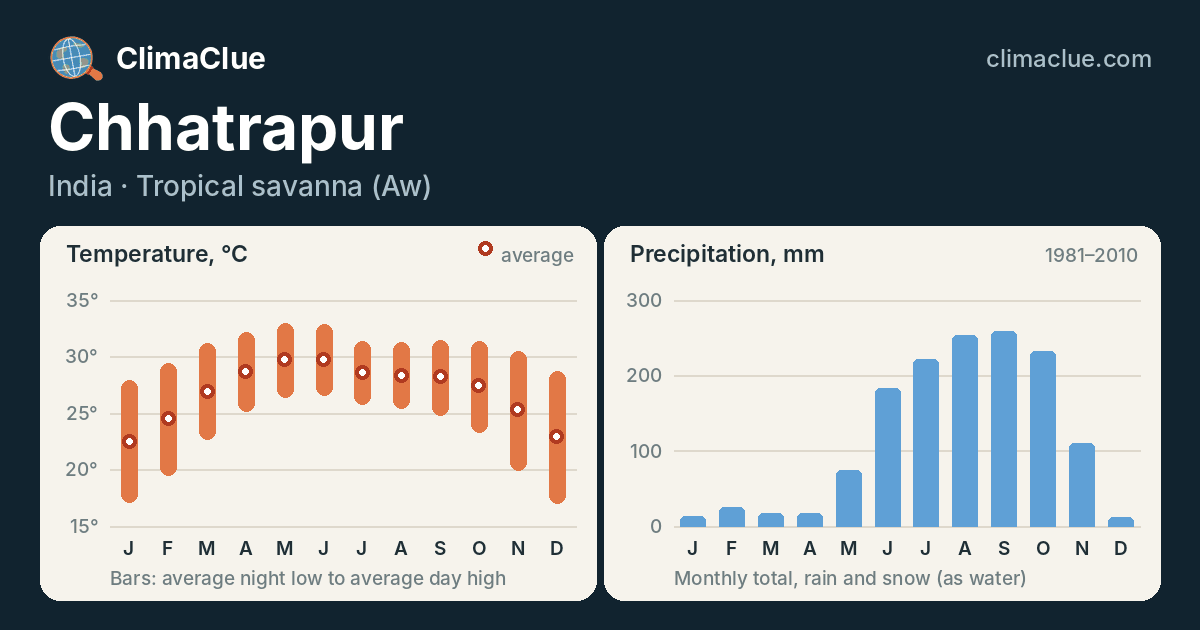 ClimaClue
climaclue.com
Chhatrapur
India · Tropical savanna (Aw)
Temperature, °C
average
35°
30°
25°
20°
15°
J F M A M J J A S O N D
Bars: average night low to average day high
Precipitation, mm
1981–2010
300
200
100
0
J F M A M J J A S O N D
Monthly total, rain and snow (as water)